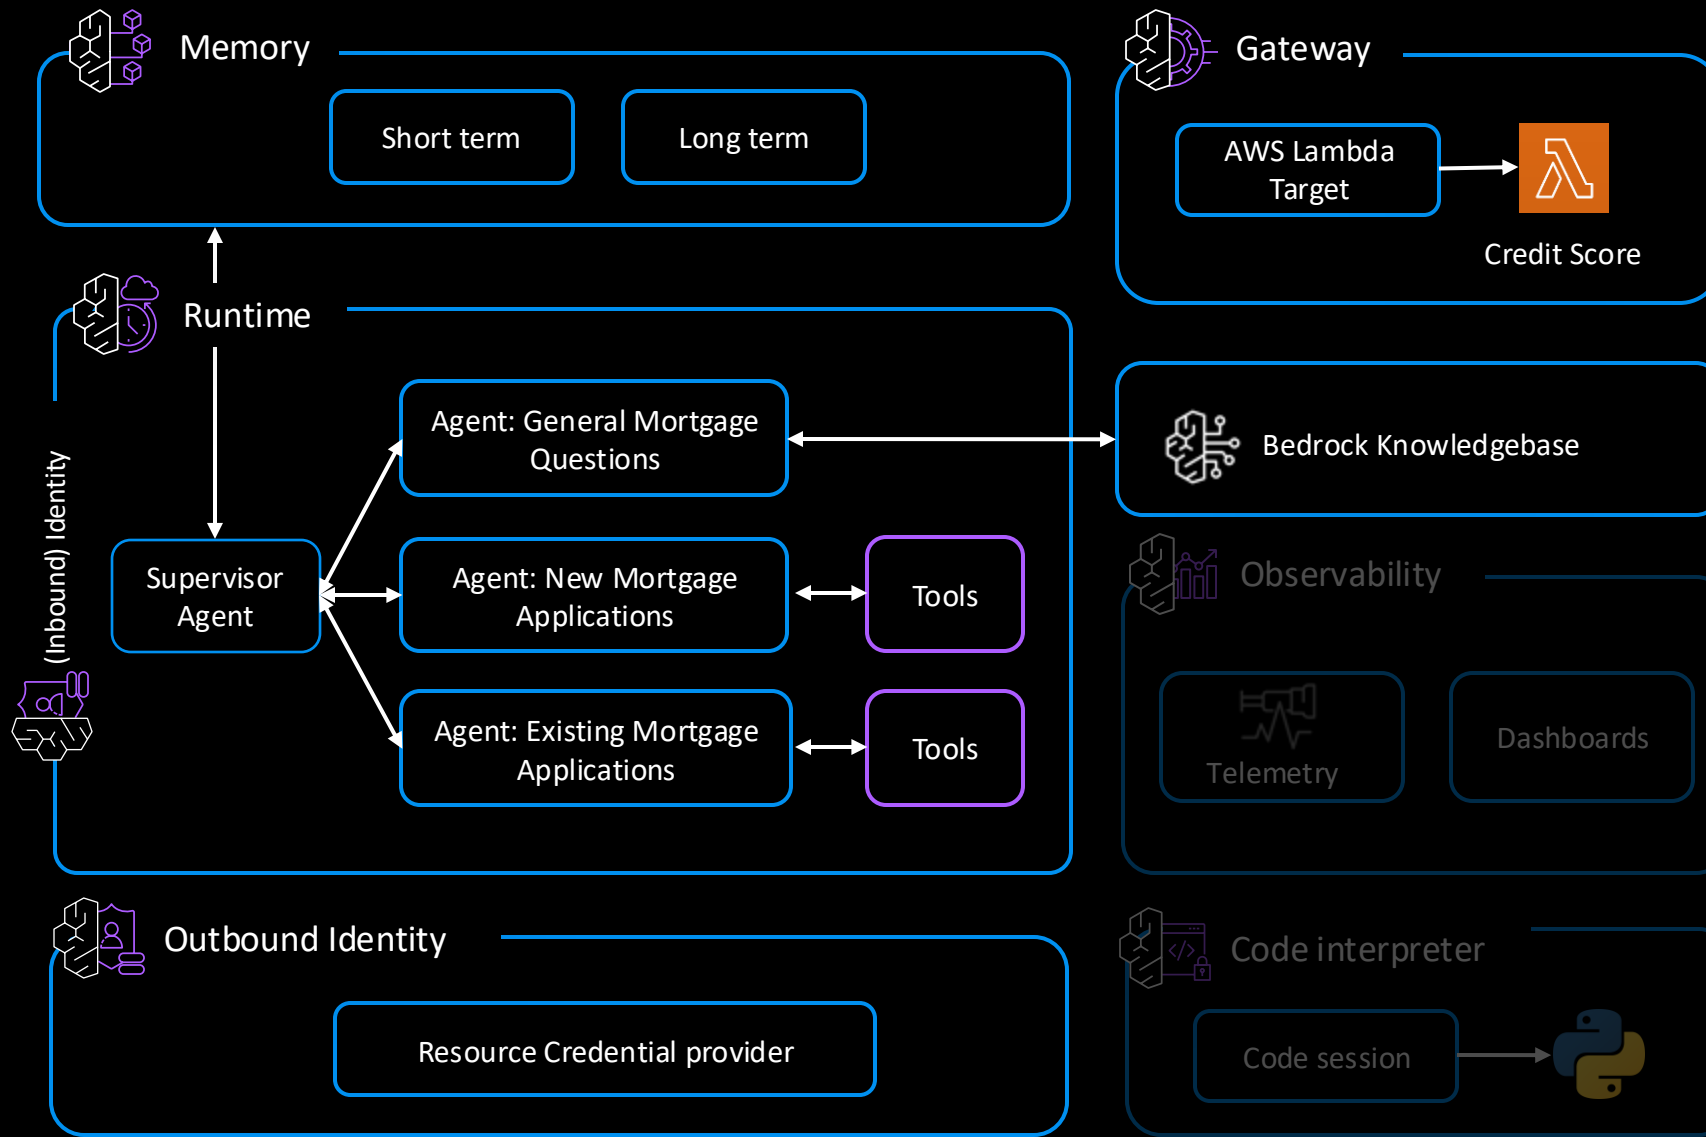 Memory
Short term
Long term
Gateway
AWS Lambda
Target
Credit Score
Runtime
(Inbound) Identity
Supervisor
Agent
Agent: General Mortgage
Questions
Agent: New Mortgage
Applications
Tools
Agent: Existing Mortgage
Applications
Tools
Bedrock Knowledgebase
Observability
Telemetry
Dashboards
Outbound Identity
Resource Credential provider
Code interpreter
Code session